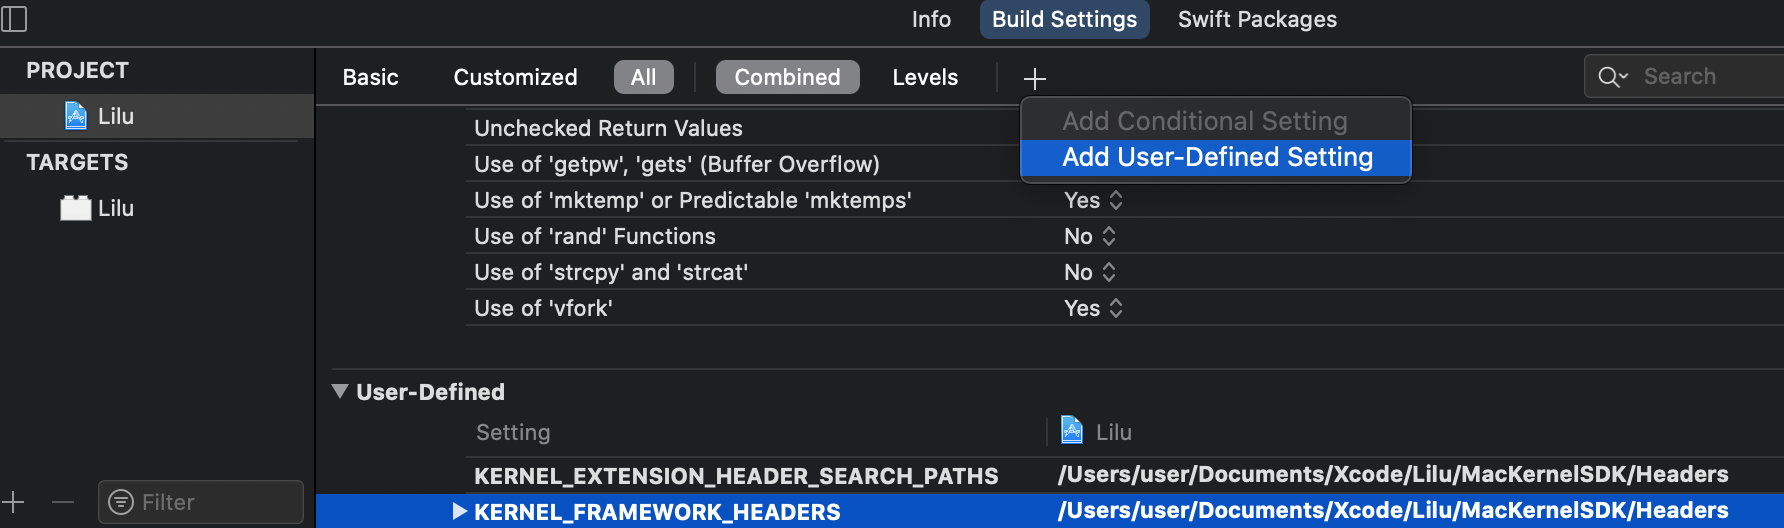 Info Build Settings Swift Packages
PROJECT
Lilu
TARGETS
Lilu
Filter
Basic Customized All Combined Levels Search
Add Conditional Setting
Add User-Defined Setting
Unchecked Return Values
Use of 'getpw', 'gets' (Buffer Overflow)
Use of 'mktemp' or Predictable 'mktemps' Yes
Use of 'rand' Functions No
Use of 'strcpy' and 'strcat' No
Use of 'vfork' Yes
User-Defined
Setting Lilu
KERNEL_EXTENSION_HEADER_SEARCH_PATHS /Users/user/Documents/Xcode/Lilu/MacKernelSDK/Headers
KERNEL_FRAMEWORK_HEADERS /Users/user/Documents/Xcode/Lilu/MacKernelSDK/Headers